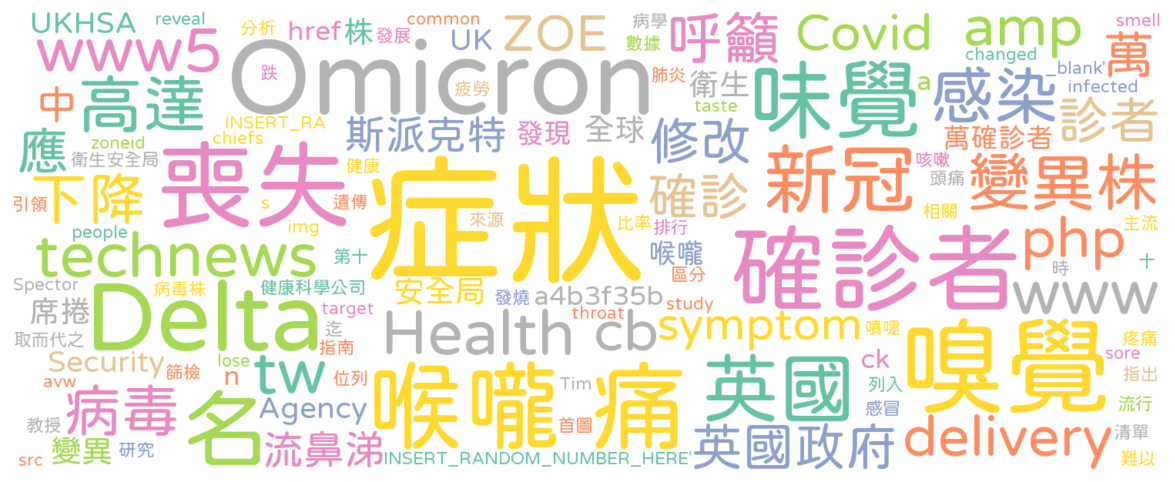 UKHSA
分析
reveal
href
株
發展
common
UK
ZOE
病學
數據
呼籲
Covid
amp
smell
www5
Omicron
跌
疲勞
肺炎
衛生
味覺
changed
_blank'
萬
中
高達
taste
a
感染
infected
診者
INSERT_RA
chiefs
斯派克特
發現
全球
修改
萬確診者
應
zoneid
衛生安全局
喪失
健康
症狀
新冠
咳嗽
頭痛
變異株
引領
下降
s
img
遺傳
來源
比率
排行
確診
相關
主流
people
technews
第十
喉嚨
區分
確診者
php
時
十
Spector
席捲
取而代之
Delta
病毒株
健康科學公司
target
迄
指南
安全局
發燒
a4b3f35b
throat
study
Health
cb
symptom
噴嚏
www
嗅覺
疼痛
sore
指出
Security
篩檢
lose
n
tw
位列
喉嚨痛
Tim
首圖
英國
ck
列入
感冒
流行
avw
病毒
名
Agency
教授
變異
研究
流鼻涕
英國政府
delivery
清單
src
INSERT_RANDOM_NUMBER_HERE'
難以